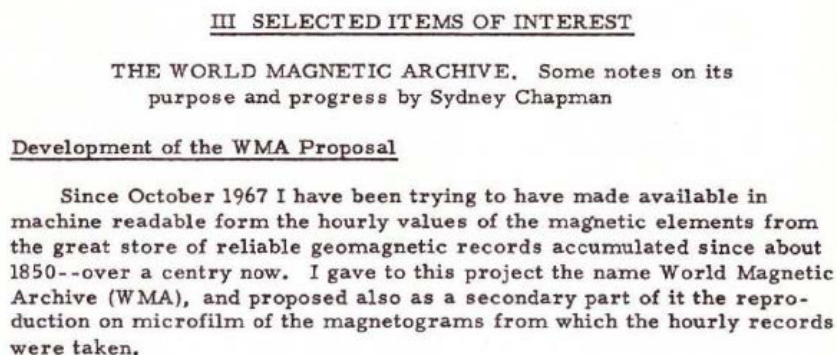 III SELECTED ITEMS OF INTEREST
THE WORLD MAGNETIC ARCHIVE. Some notes on its
purpose and progress by Sydney Chapman
Development of the WMA Proposal
Since October 1967 I have been trying to have made available in
machine readable form the hourly values of the magnetic elements from
the great store of reliable geomagnetic records accumulated since about
1850--over a centry now. I gave to this project the name World Magnetic
Archive (WMA), and proposed also as a secondary part of it the repro-
duction on microfilm of the magnetograms from which the hourly records
were taken.